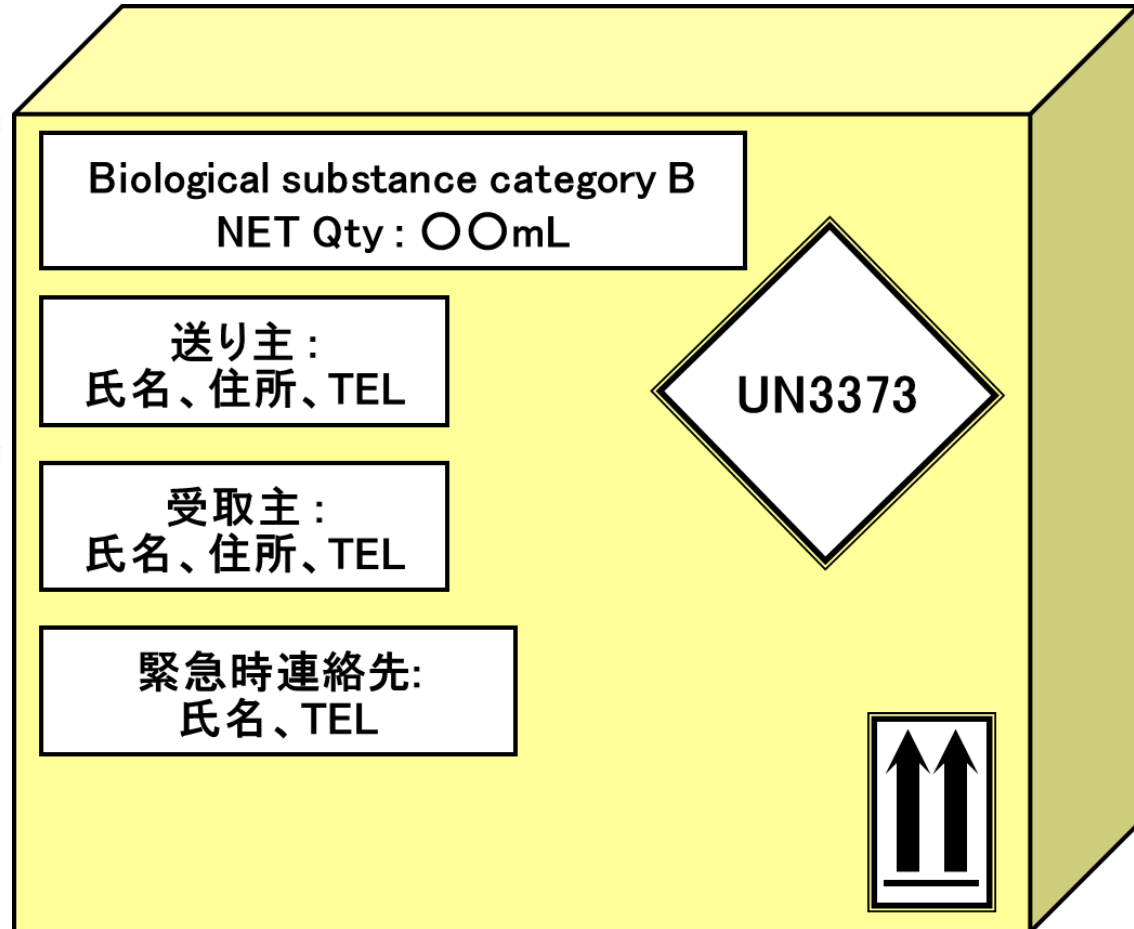 Biological substance category B
NET Qty : 〇〇mL
送り主 :
氏名、住所、TEL
UN3373
受取主 :
氏名、住所、TEL
緊急時連絡先:
氏名、TEL